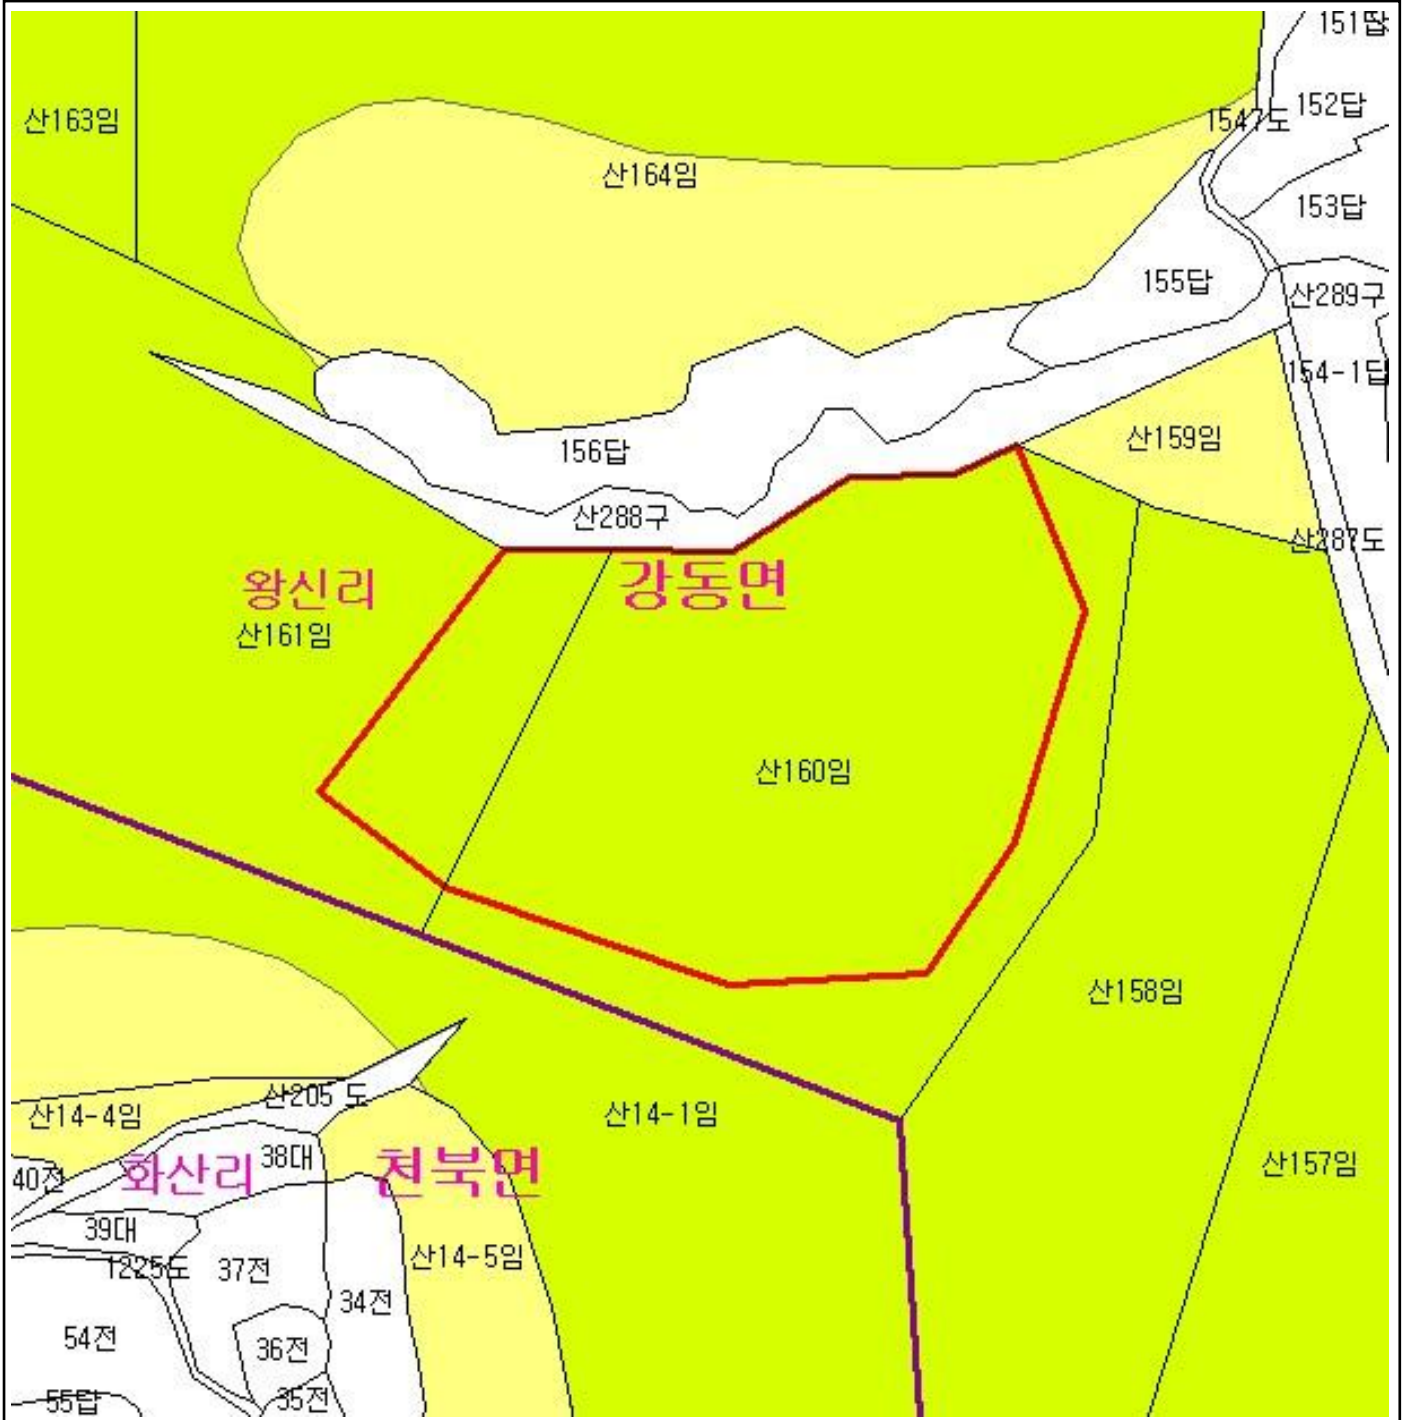 151답
산163임
1547도
152답
산164임
153답
155답
산289구
154-1답
156답
산159임
산288구
산287도
왕신리
강동면
산161임
산160임
산158임
산205 도
산14-4임
산14-1임
38대
40전
화산리
천북면
산157임
39대
1225도
37전
산14-5임
34전
54전
36전
55답
35전